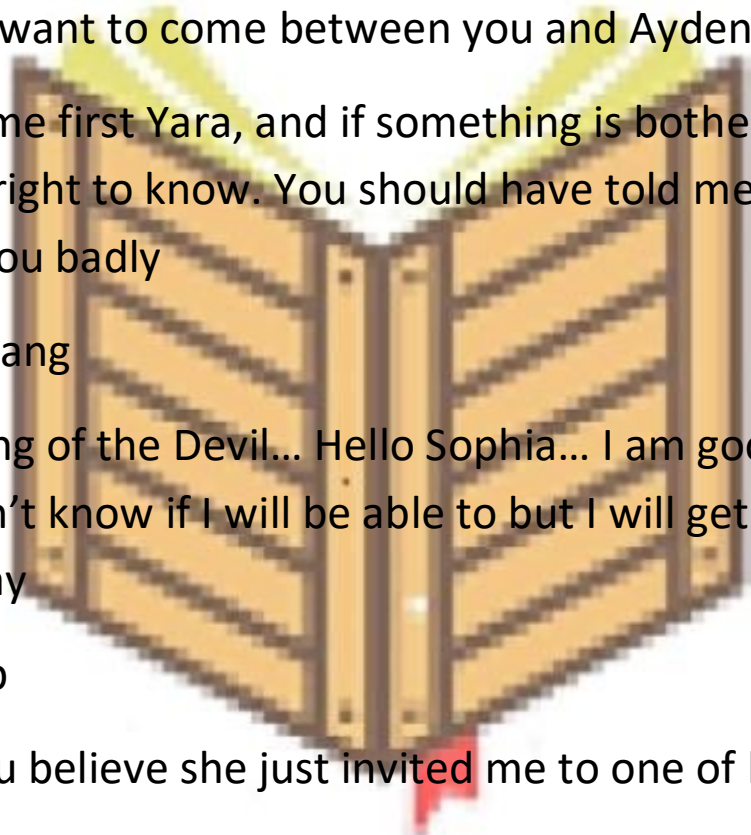 want to come between you and Ayden
me first Yara, and if something is bothe
right to know. You should have told me
ou badly
ang
ng of the Devil… Hello Sophia… I am goo
n’t know if I will be able to but I will get
ay
u believe she just invited me to one of